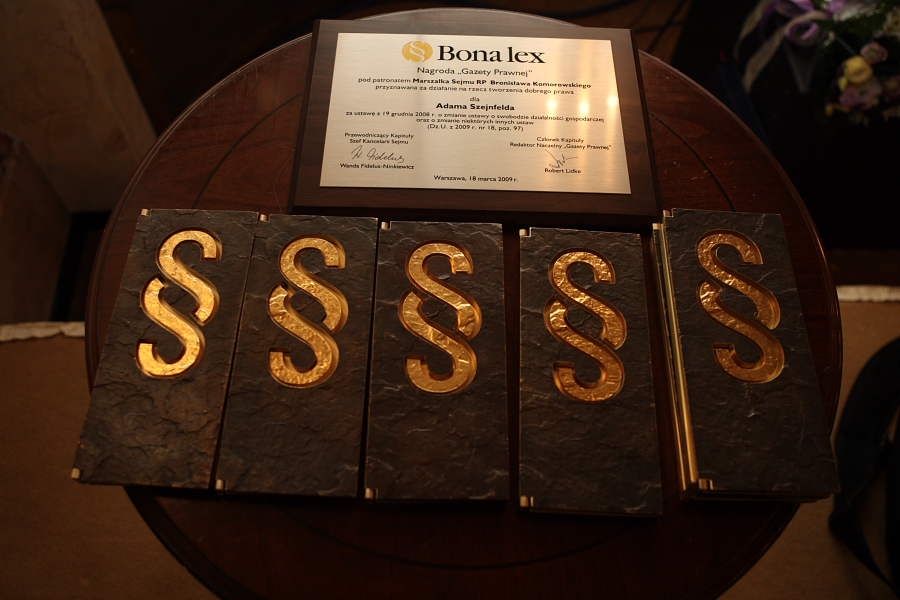 § Bona lex
Nagroda „Gazety Prawnej”
pod patronatem Marszałka Sejmu RP Bronisława Komorowskiego
przyznawana za działanie na rzecz tworzenia dobrego prawa
dla
Adama Szejnfelda
za ustawę z 19 grudnia 2008 r. o zmianie ustawy o swobodzie działalności gospodarczej
oraz o zmianie niektórych innych ustaw
(Dz.U. z 2009 r. nr 18, poz. 97)
Przewodnicząca Kapituły
Szef Kancelarii Sejmu
Wanda Fidelus-Ninkiewicz
Członek Kapituły
Redaktor Naczelny „Gazety Prawnej”
Robert Lidke
Warszawa, 18 marca 2009 r.
§ § § § §